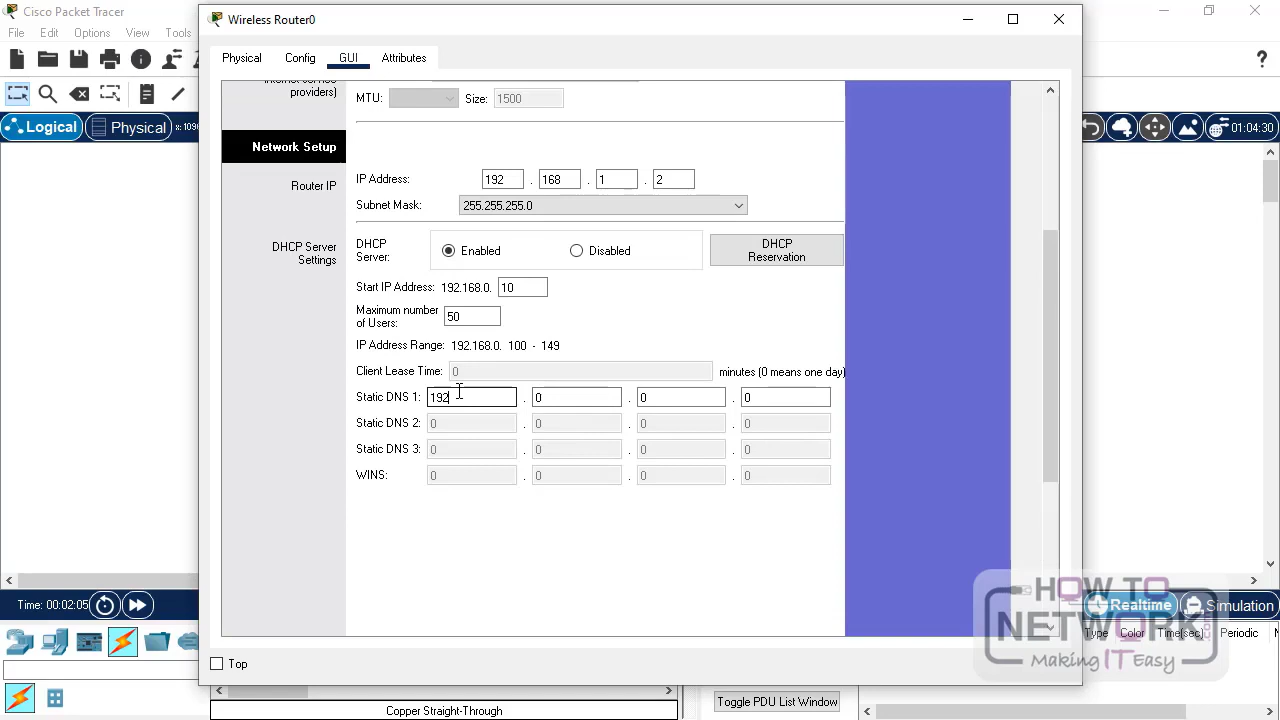 Cisco Packet Tracer
File Edit Options View Tools
Logical Physical x: 109
01:04:30
Wireless Router0
Physical Config GUI Attributes
providers)
MTU: Size: 1500
Network Setup
Router IP
IP Address: 192 . 168 . 1 . 2
Subnet Mask: 255.255.255.0
DHCP Server Settings
DHCP Server: Enabled Disabled DHCP Reservation
Start IP Address: 192.168.0. 10
Maximum number of Users: 50
IP Address Range: 192.168.0. 100 - 149
Client Lease Time: 0 minutes (0 means one day)
Static DNS 1: 192 . 0 . 0 . 0
Static DNS 2: 0 . 0 . 0 . 0
Static DNS 3: 0 . 0 . 0 . 0
WINS: 0 . 0 . 0 . 0
Top
Time: 00:02:05
Realtime Simulation
Type Color Time(sec) Periodic
Copper Straight-Through
Toggle PDU List Window
HOW TO
NETWORK.com
Making IT Easy